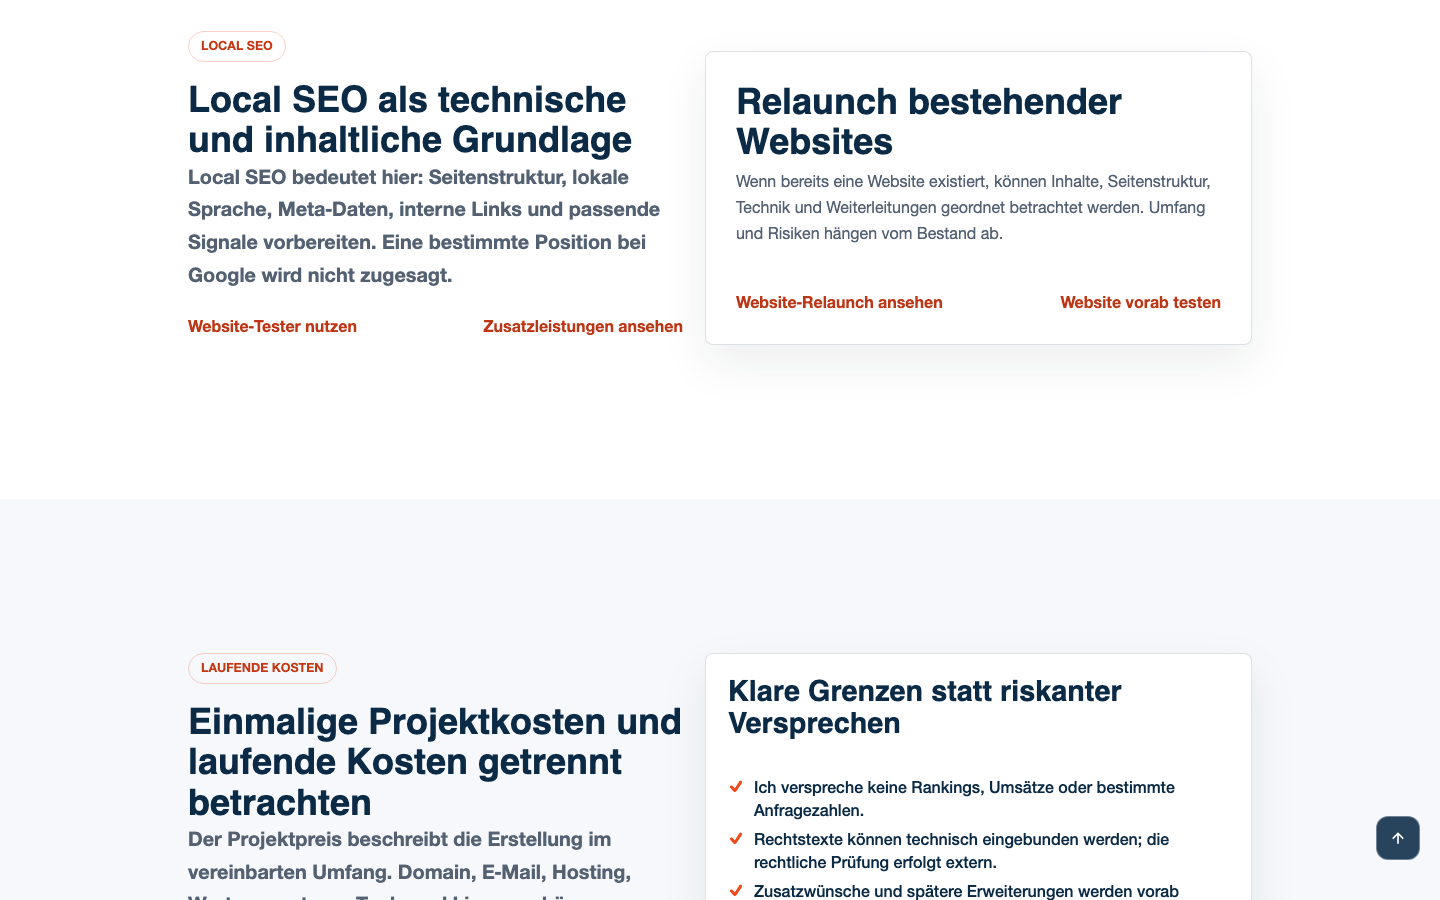 LOCAL SEO
Local SEO als technische
und inhaltliche Grundlage
Local SEO bedeutet hier: Seitenstruktur, lokale
Sprache, Meta-Daten, interne Links und passende
Signale vorbereiten. Eine bestimmte Position bei
Google wird nicht zugesagt.
Website-Tester nutzen
Zusatzleistungen ansehen
Relaunch bestehender
Websites
Wenn bereits eine Website existiert, können Inhalte, Seitenstruktur,
Technik und Weiterleitungen geordnet betrachtet werden. Umfang
und Risiken hängen vom Bestand ab.
Website-Relaunch ansehen
Website vorab testen
LAUFENDE KOSTEN
Einmalige Projektkosten und
laufende Kosten getrennt
betrachten
Der Projektpreis beschreibt die Erstellung im
vereinbarten Umfang. Domain, E-Mail, Hosting,
Klare Grenzen statt riskanter
Versprechen
Ich verspreche keine Rankings, Umsätze oder bestimmte
Anfragezahlen.
Rechtstexte können technisch eingebunden werden; die
rechtliche Prüfung erfolgt extern.
Zusatzwünsche und spätere Erweiterungen werden vorab